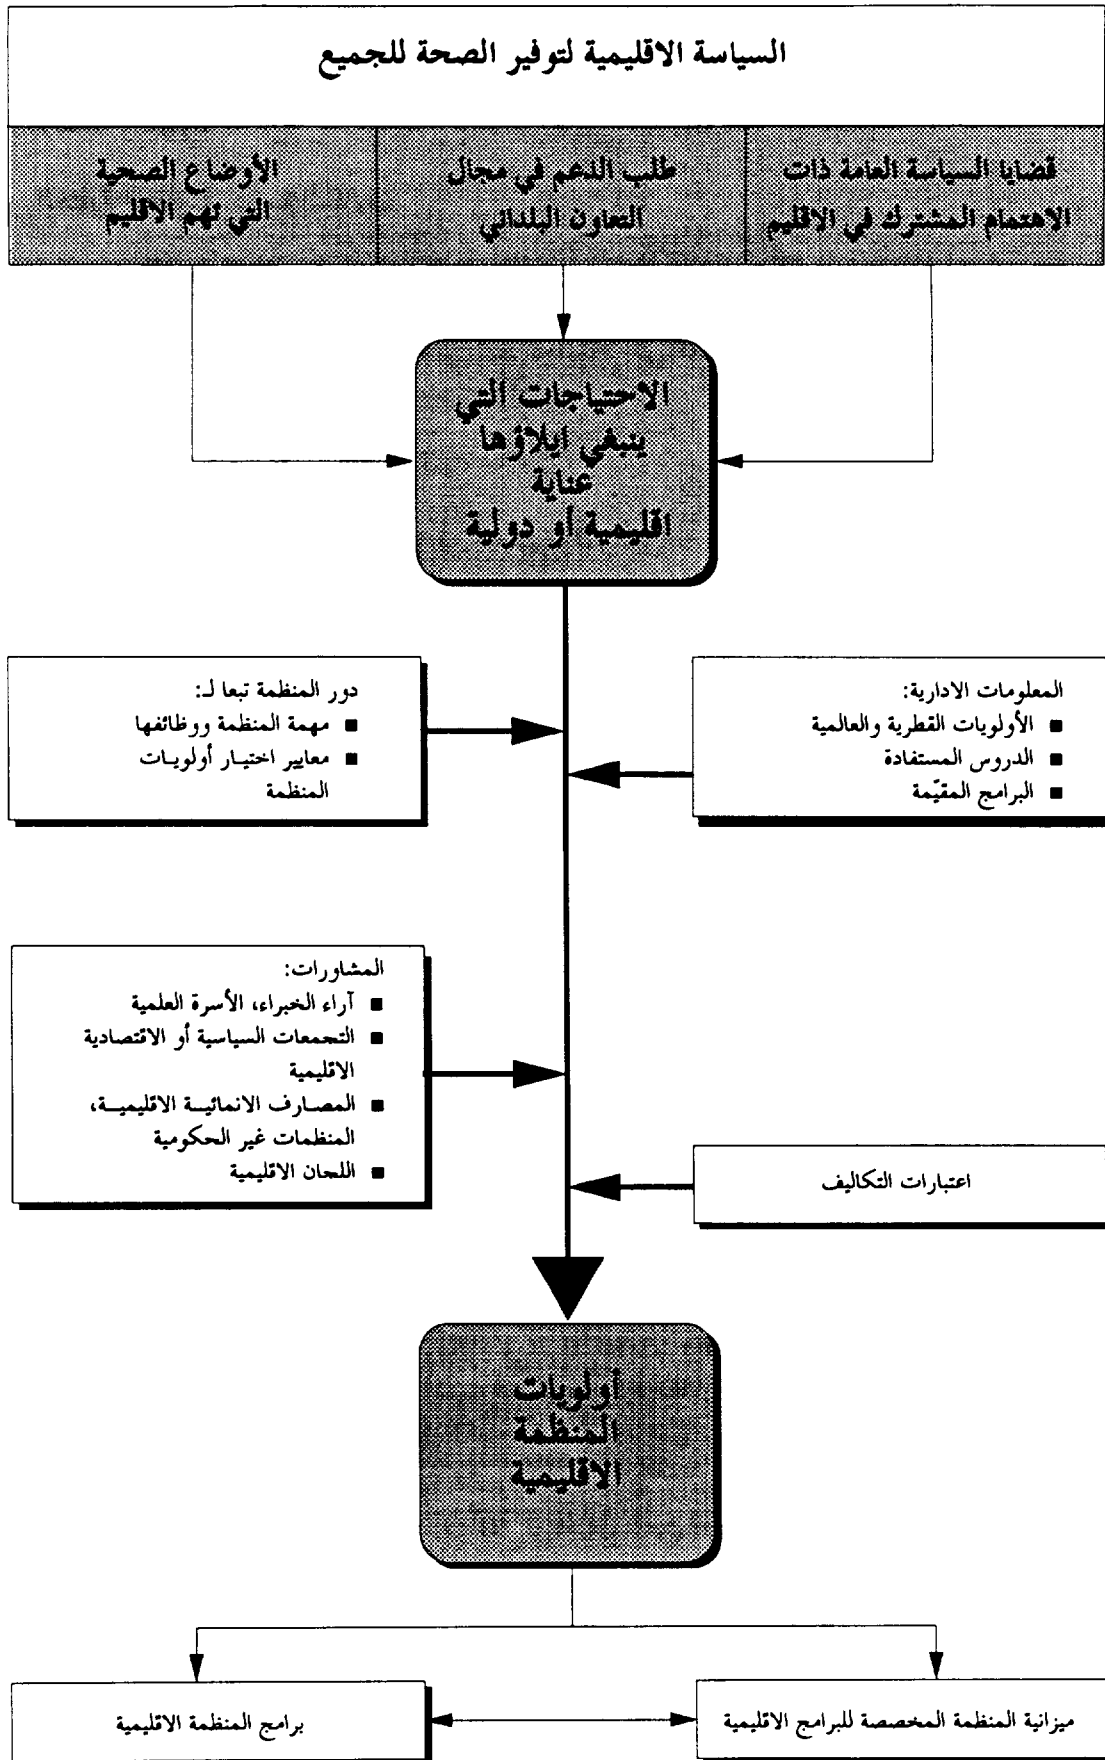 السياسة الاقليمية لتوفير الصحة للجميع
قضايا السياسة العامة ذات
الاهتمام المشترك في الاقليم
طلب الدعم في مجال
التعاون البلداني
الأوضاع الصحية
التي تهم الاقليم
الاحتياجات التي
ينبغي ايلاؤها
عناية
اقليمية أو دولية
المعلومات الادارية:
■ الأولويات القطرية والعالمية
■ الدروس المستفادة
■ البرامج المقيّمة
دور المنظمة تبعا لـ:
■ مهمة المنظمة ووظائفها
■ معايير اختيار أولويات
المنظمة
المشاورات:
■ آراء الخبراء، الأسرة العلمية
■ التجمعات السياسية أو الاقتصادية
الاقليمية
■ المصارف الانمائية الاقليمية،
المنظمات غير الحكومية
■ اللجان الاقليمية
اعتبارات التكاليف
أولويات
المنظمة
الاقليمية
ميزانية المنظمة المخصصة للبرامج الاقليمية
برامج المنظمة الاقليمية